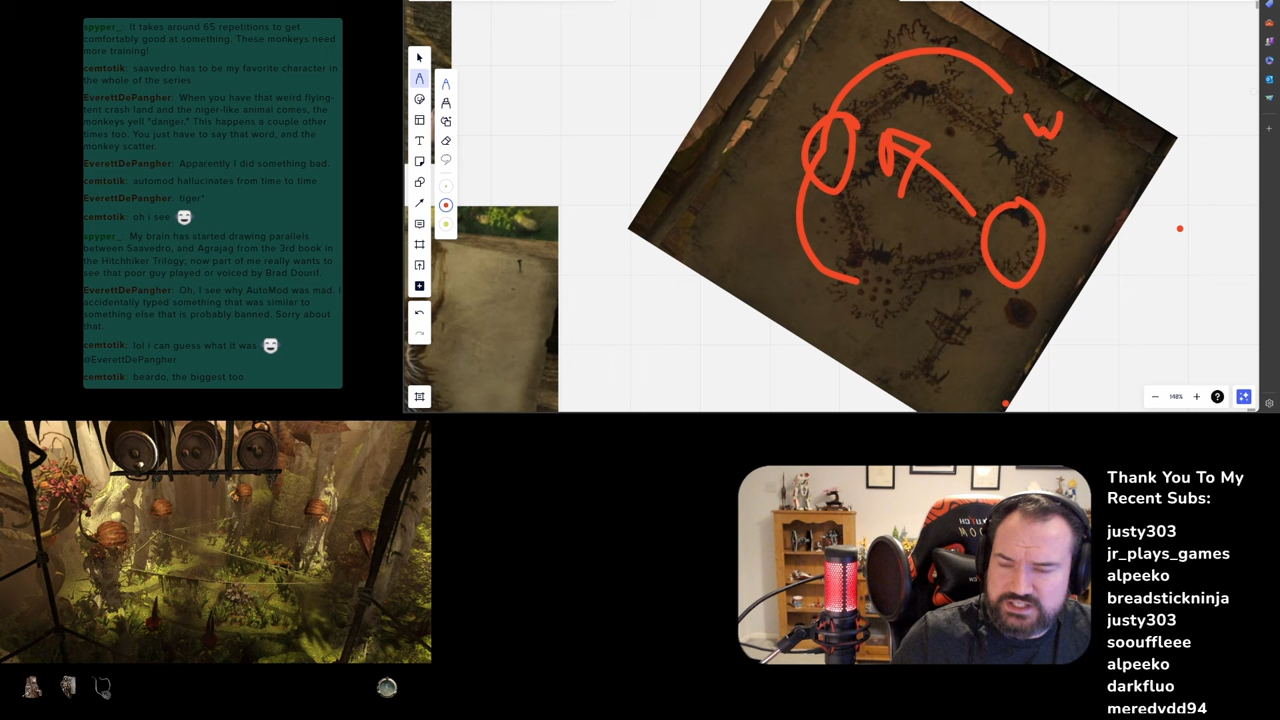 spyper_: It takes around 65 repetitions to get
comfortably good at something. These monkeys need
more training!
cemtotik: saavedro has to be my favorite character in
the whole of the series
EverettDePangher: When you have that weird flying-
tent crash land and the niger-like animal comes, the
monkeys yell "danger." This happens a couple other
times too. You just have to say that word, and the
monkey scatter.
EverettDePangher: Apparently I did something bad.
cemtotik: automod hallucinates from time to time
EverettDePangher: tiger*
cemtotik: oh i see
spyper_: My brain has started drawing parallels
between Saavedro, and Agrajag from the 3rd book in
the Hitchhiker Trilogy; now part of me really wants to
see that poor guy played or voiced by Brad Dourif.
EverettDePangher: Oh, I see why AutoMod was mad. I
accidentally typed something that was similar to
something else that is probably banned. Sorry about
that.
cemtotik: lol i can guess what it was
@EverettDePangher
cemtotik: beardo, the biggest too
W
148%
Thank You To My
Recent Subs:
justy303
jr_plays_games
alpeeko
breadstickninja
justy303
soouffleee
alpeeko
darkfluo
meredydd94